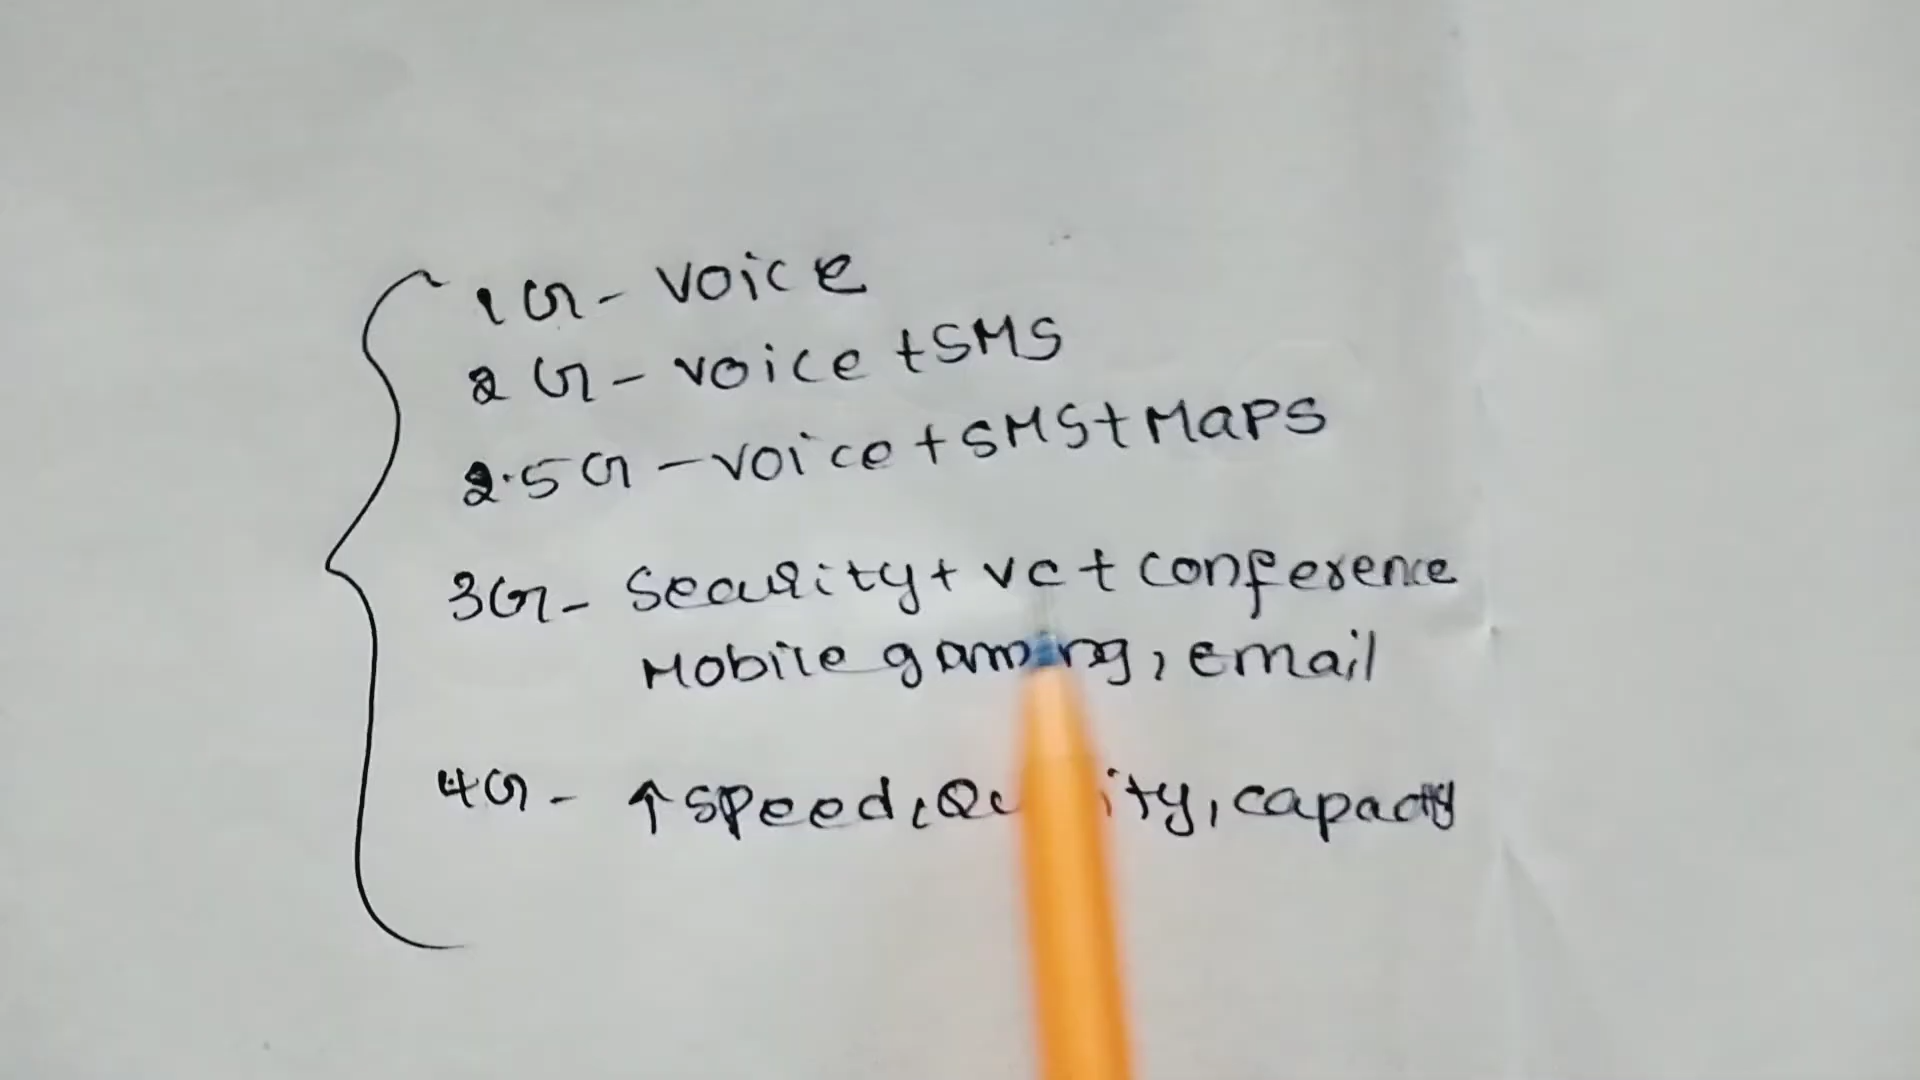 1G - voice
2G - voice + SMS
2.5G - voice + SMS + Maps
3G - Security + vc + conference
Mobile gaming, email
4G - ↑ speed, Quality, capacity